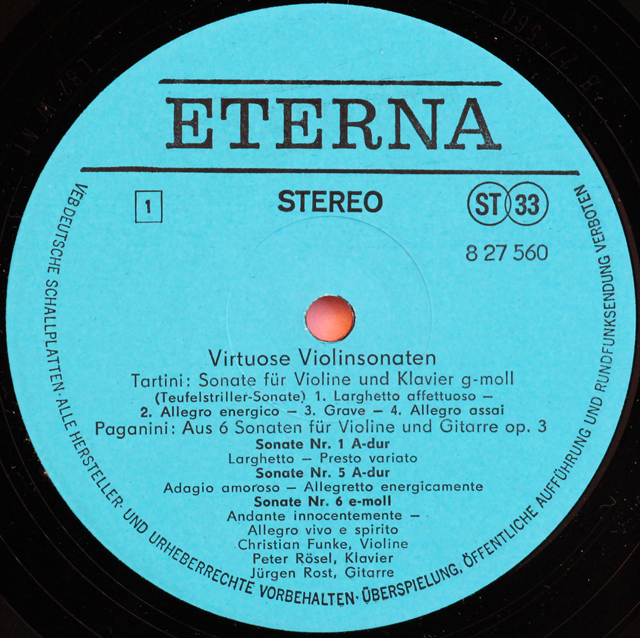 ETERNA
1
STEREO
ST 33
8 27 560
Virtuose Violinsonaten
Tartini: Sonate für Violine und Klavier g-moll
(Teufelstriller-Sonate) 1. Larghetto affettuoso –
2. Allegro energico – 3. Grave – 4. Allegro assai
Paganini: Aus 6 Sonaten für Violine und Gitarre op. 3
Sonate Nr. 1 A-dur
Larghetto – Presto variato
Sonate Nr. 5 A-dur
Adagio amoroso – Allegretto energicamente
Sonate Nr. 6 e-moll
Andante innocentemente –
Allegro vivo e spirito
Christian Funke, Violine
Peter Rösel, Klavier
Jürgen Rost, Gitarre
VEB DEUTSCHE SCHALLPLATTEN · ALLE HERSTELLER- UND URHEBERRECHTE VORBEHALTEN · ÜBERSPIELUNG, ÖFFENTLICHE AUFFÜHRUNG UND RUNDFUNKSENDUNG VERBOTEN